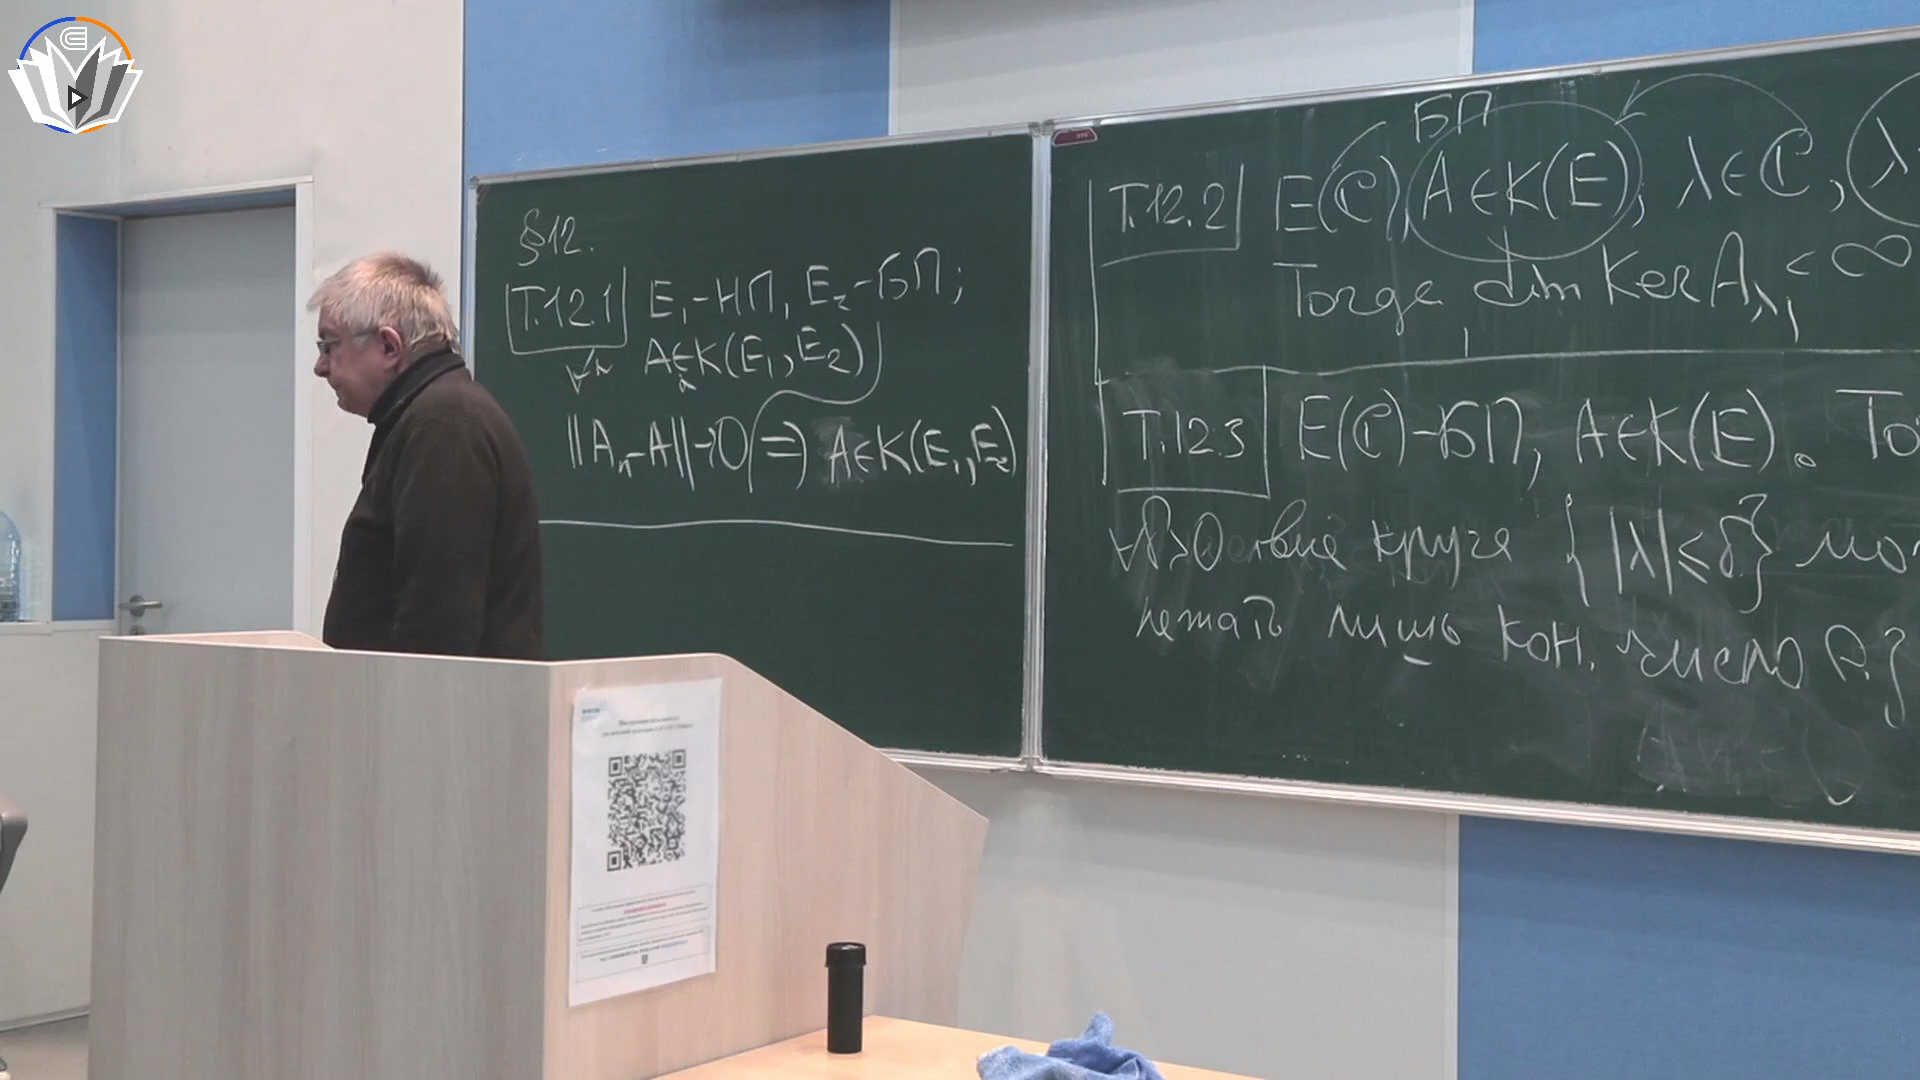 §12.
Т.12.1 E₁-НП, E₂-БП;
Aₙ∈K(E₁,E₂)
||Aₙ-A||→0 ⇒ A∈K(E₁,E₂)
БП
Т.12.2 E(ℂ), A∈K(E); λ∈ℂ, λ
Тогда dim Ker A_λ < ∞
Т.12.3 E(ℂ)-БП, A∈K(E). То
∀δ>0 вне круга {|λ|≤δ}
лежать лишь кон. число